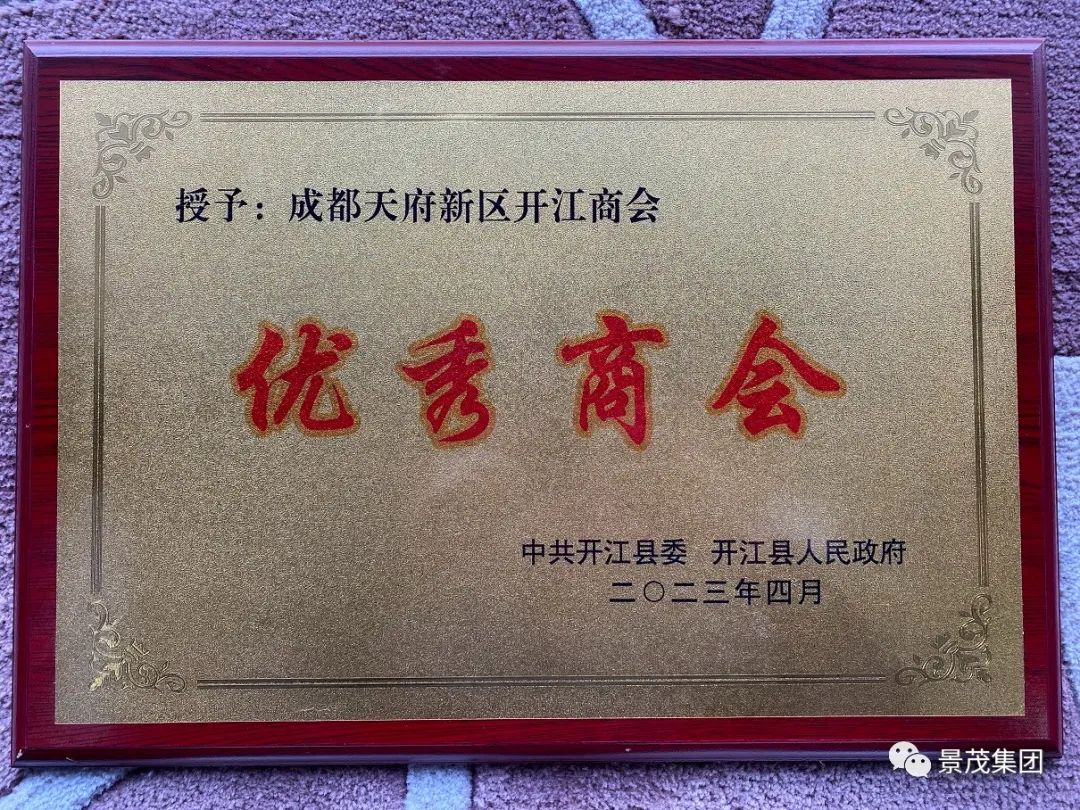 授予：成都天府新区开江商会
优秀商会
中共开江县委 开江县人民政府
二〇二三年四月
景茂集团